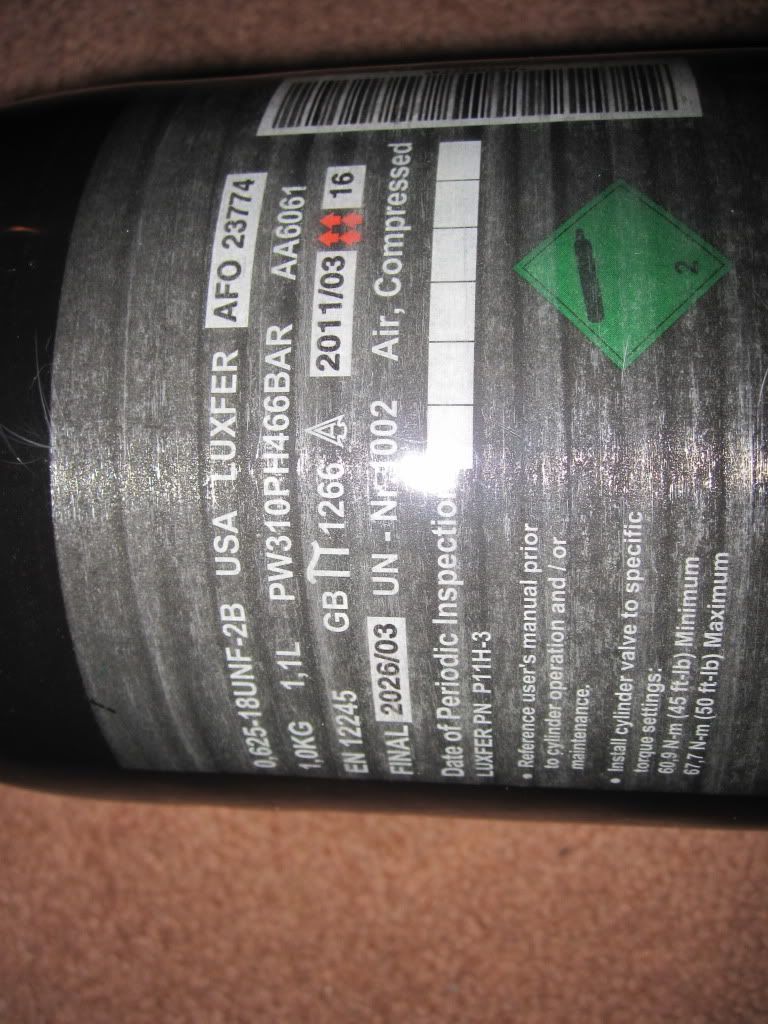 0,625-18UNF-2B USA LUXFER AFO 23774
1,0KG 1,1L PW310PH466BAR AA6061
EN 12245 GB π 1266 2011/03 16
FINAL 2026/03 UN - Nr 1002 Air, Compressed
Date of Periodic Inspection
LUXFER PN P11H-3
• Reference user's manual prior
to cylinder operation and / or
maintenance.
• Install cylinder valve to specific
torque settings:
60,9 N-m (45 ft-lb) Minimum
67,7 N-m (50 ft-lb) Maximum
2